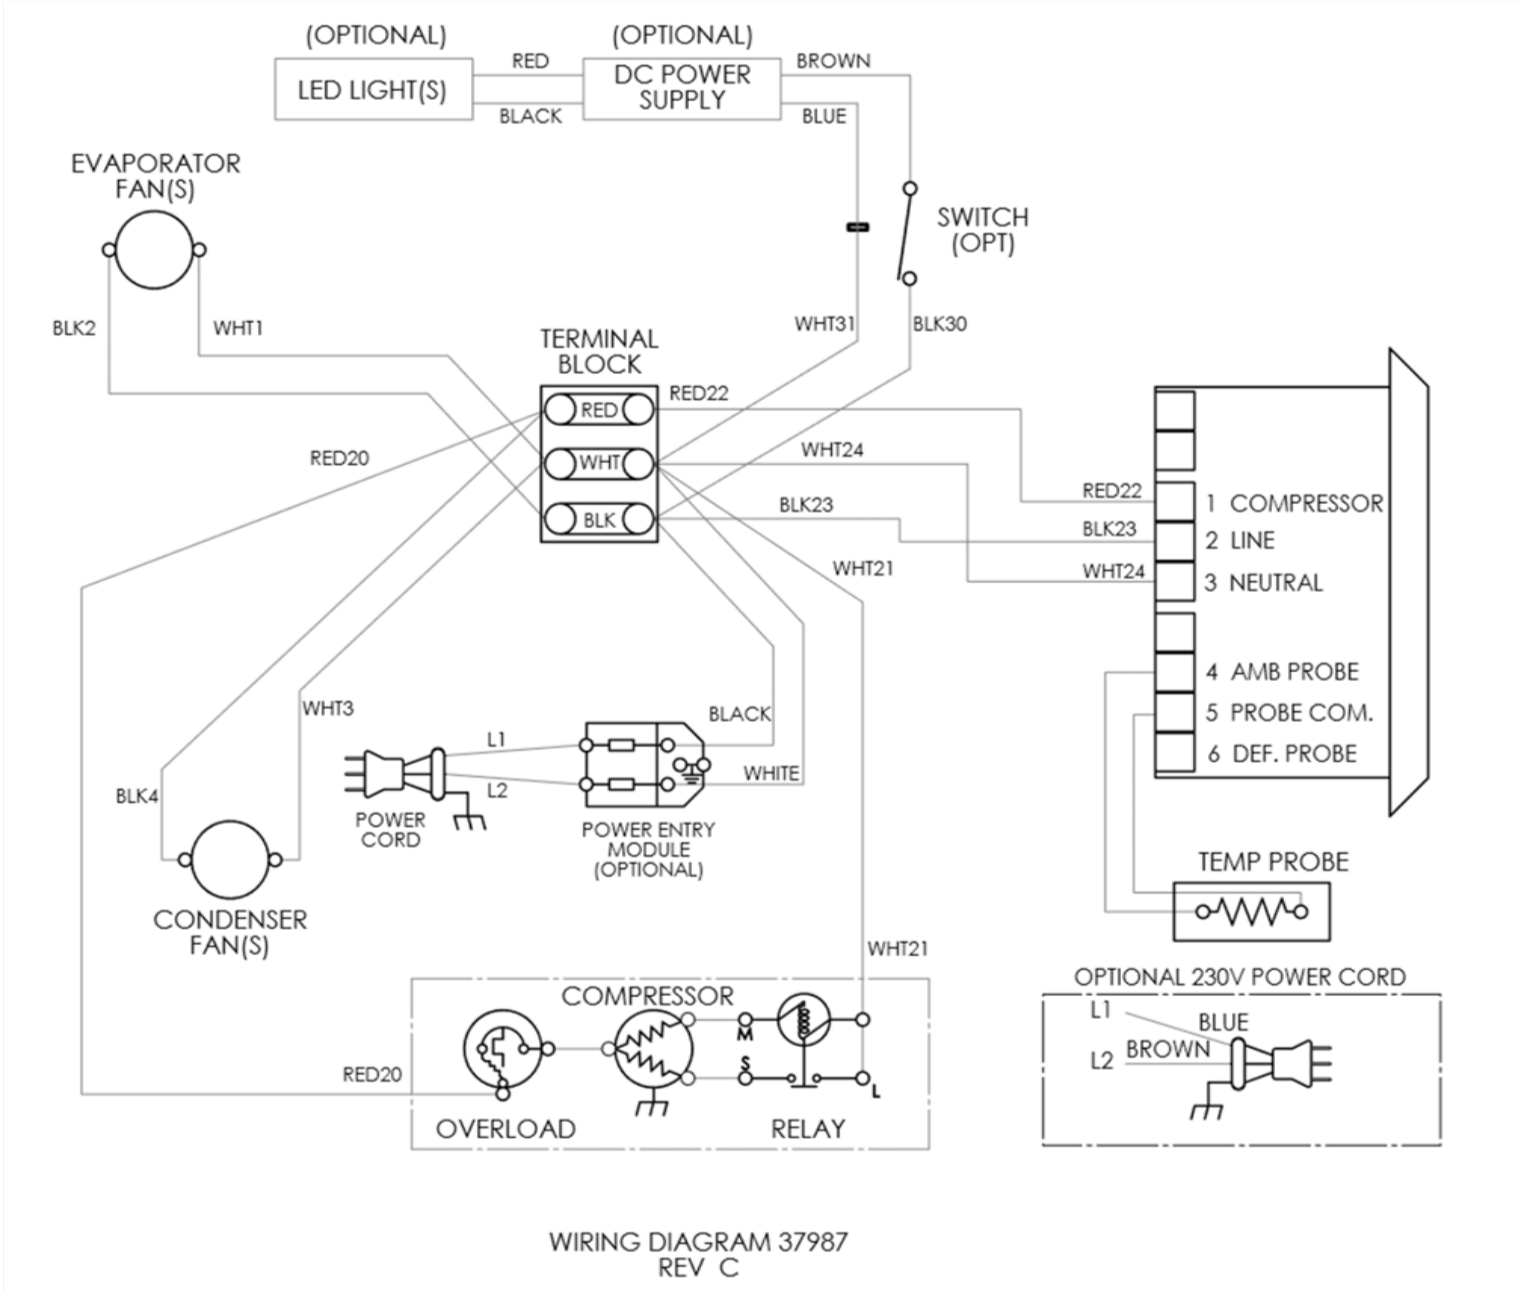 (OPTIONAL)
(OPTIONAL)
LED LIGHT(S)
RED
BLACK
DC POWER
SUPPLY
BROWN
BLUE
EVAPORATOR
FAN(S)
SWITCH
(OPT)
BLK2
WHT1
WHT31
BLK30
TERMINAL
BLOCK
RED
WHT
BLK
RED22
RED20
WHT24
BLK23
WHT21
RED22
BLK23
WHT24
1 COMPRESSOR
2 LINE
3 NEUTRAL
4 AMB PROBE
5 PROBE COM.
6 DEF. PROBE
WHT3
BLK4
L1
L2
POWER
CORD
BLACK
WHITE
POWER ENTRY
MODULE
(OPTIONAL)
CONDENSER
FAN(S)
TEMP PROBE
WHT21
COMPRESSOR
M
S
L
RED20
OVERLOAD
RELAY
OPTIONAL 230V POWER CORD
L1
BLUE
L2
BROWN
WIRING DIAGRAM 37987
REV C